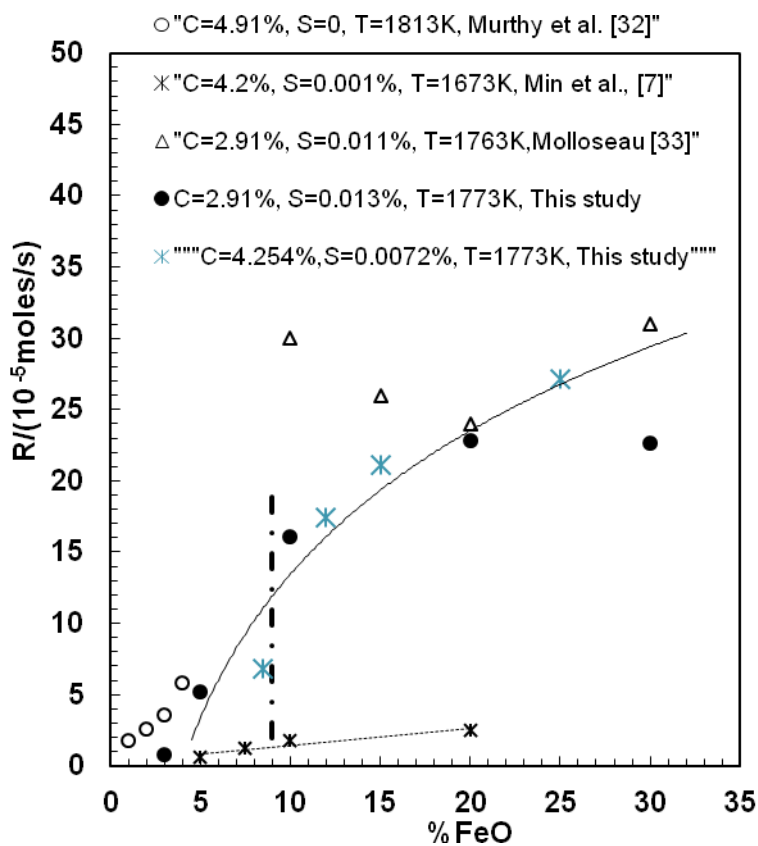 "C=4.91%, S=0, T=1813K, Murthy et al. [32]"
"C=4.2%, S=0.001%, T=1673K, Min et al., [7]"
"C=2.91%, S=0.011%, T=1763K,Molloseau [33]"
C=2.91%, S=0.013%, T=1773K, This study
"""C=4.254%,S=0.0072%, T=1773K, This study"""
R/(10⁻⁵moles/s)
50
45
40
35
30
25
20
15
10
5
0
0 5 10 15 20 25 30 35
%FeO